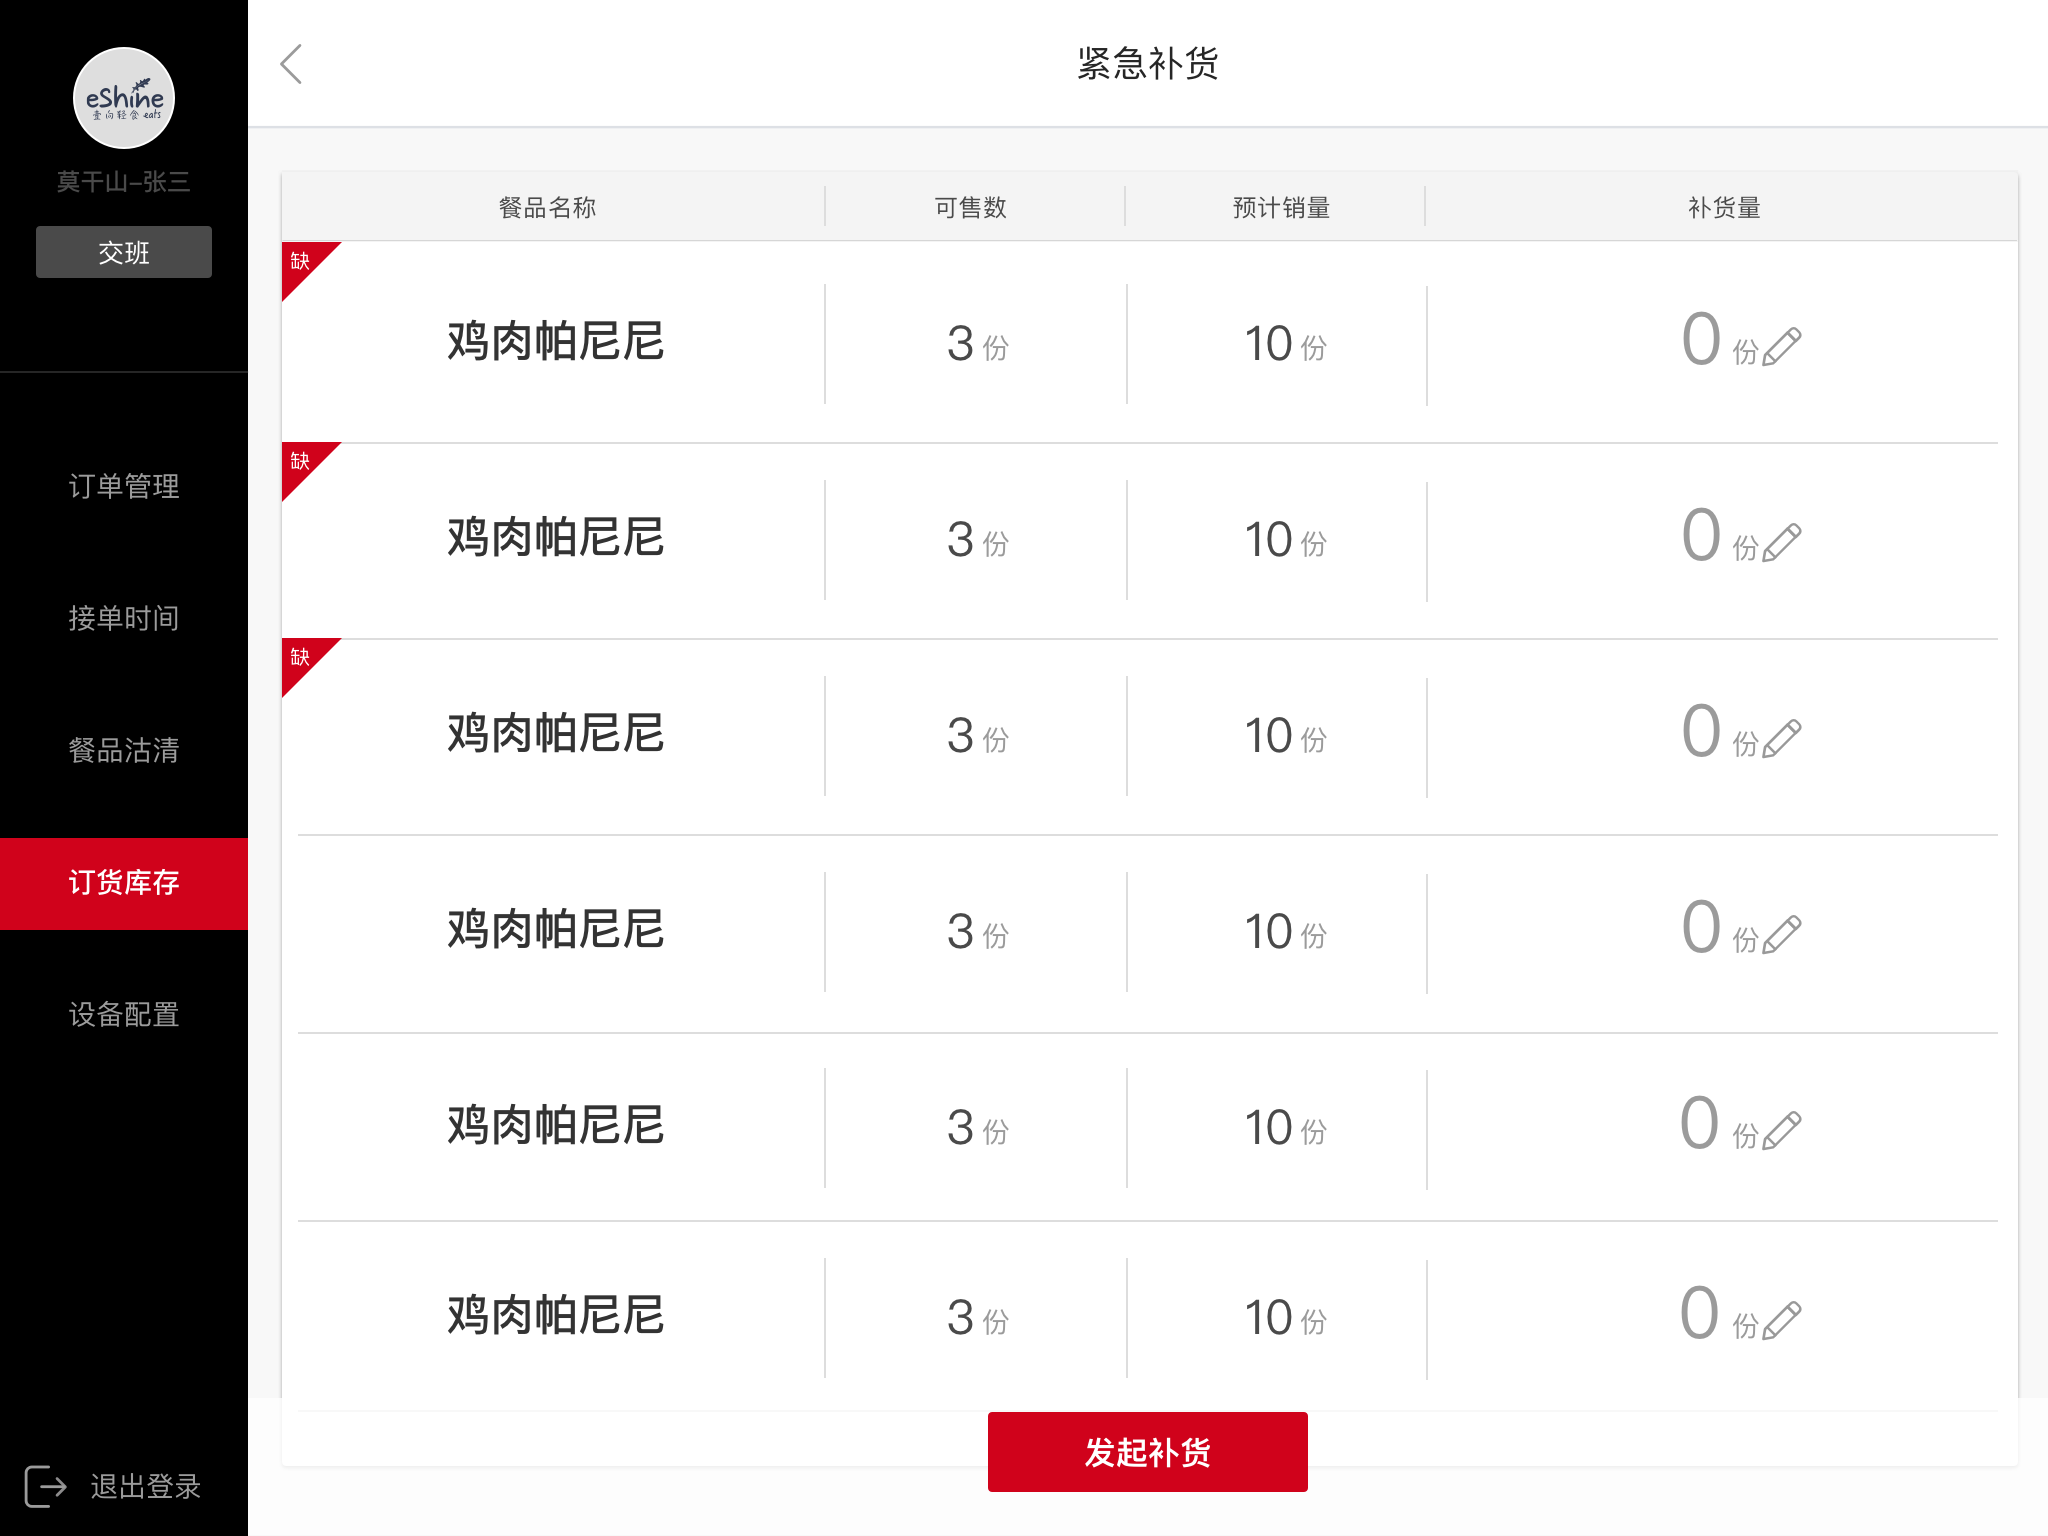 eShine
壹向轻食 eats
莫干山-张三
交班
订单管理
接单时间
餐品沽清
订货库存
设备配置
退出登录
紧急补货
餐品名称 可售数 预计销量 补货量
缺
鸡肉帕尼尼 3 份 10 份 0 份
缺
鸡肉帕尼尼 3 份 10 份 0 份
缺
鸡肉帕尼尼 3 份 10 份 0 份
鸡肉帕尼尼 3 份 10 份 0 份
鸡肉帕尼尼 3 份 10 份 0 份
鸡肉帕尼尼 3 份 10 份 0 份
发起补货